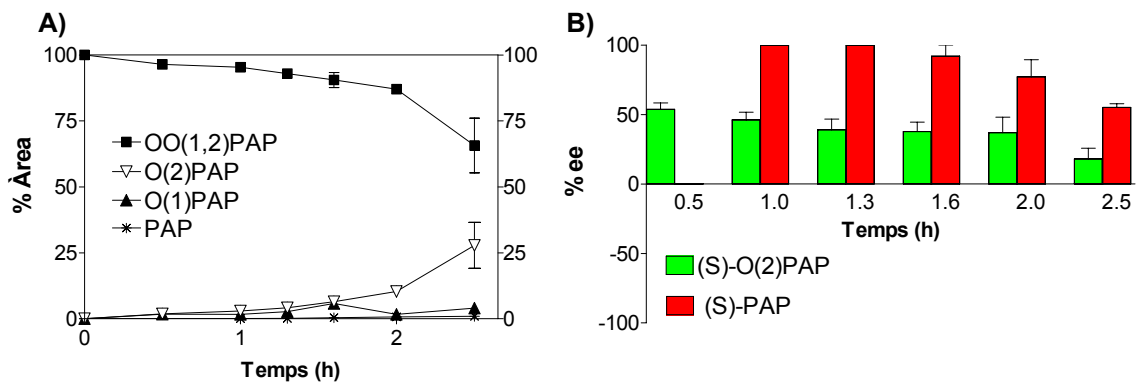 A)
100
75
50
25
0
% Àrea
OO(1,2)PAP
O(2)PAP
O(1)PAP
PAP
100
75
50
25
0
0
1
2
Temps (h)
B)
100
50
0
-50
-100
% ee
0.5
1.0
1.3
1.6
2.0
2.5
Temps (h)
(S)-O(2)PAP
(S)-PAP